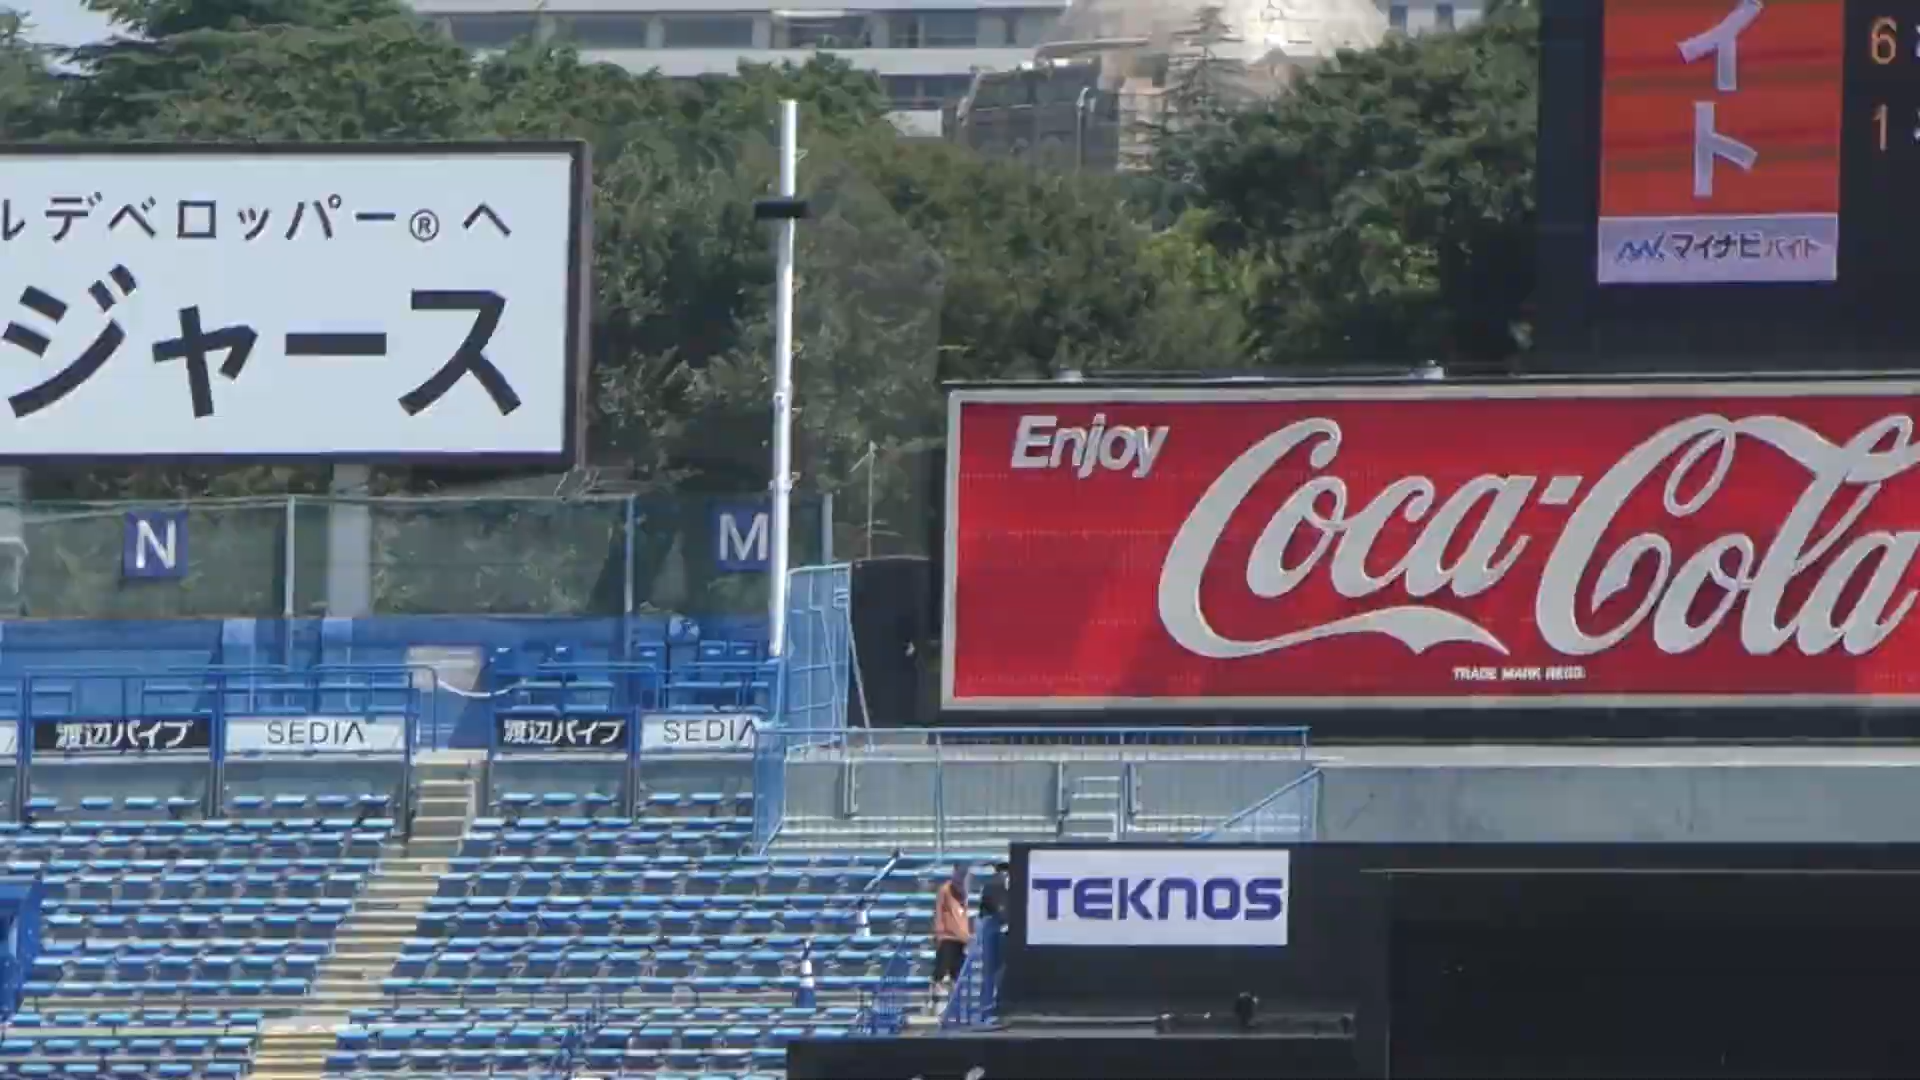 ルデベロッパー®へ
ジャース
イト
6
1
マイナビバイト
Enjoy
Coca-Cola
TRADE MARK REGD.
N
M
渡辺パイプ
SEDIA
渡辺パイプ
SEDIA
TEKNOS